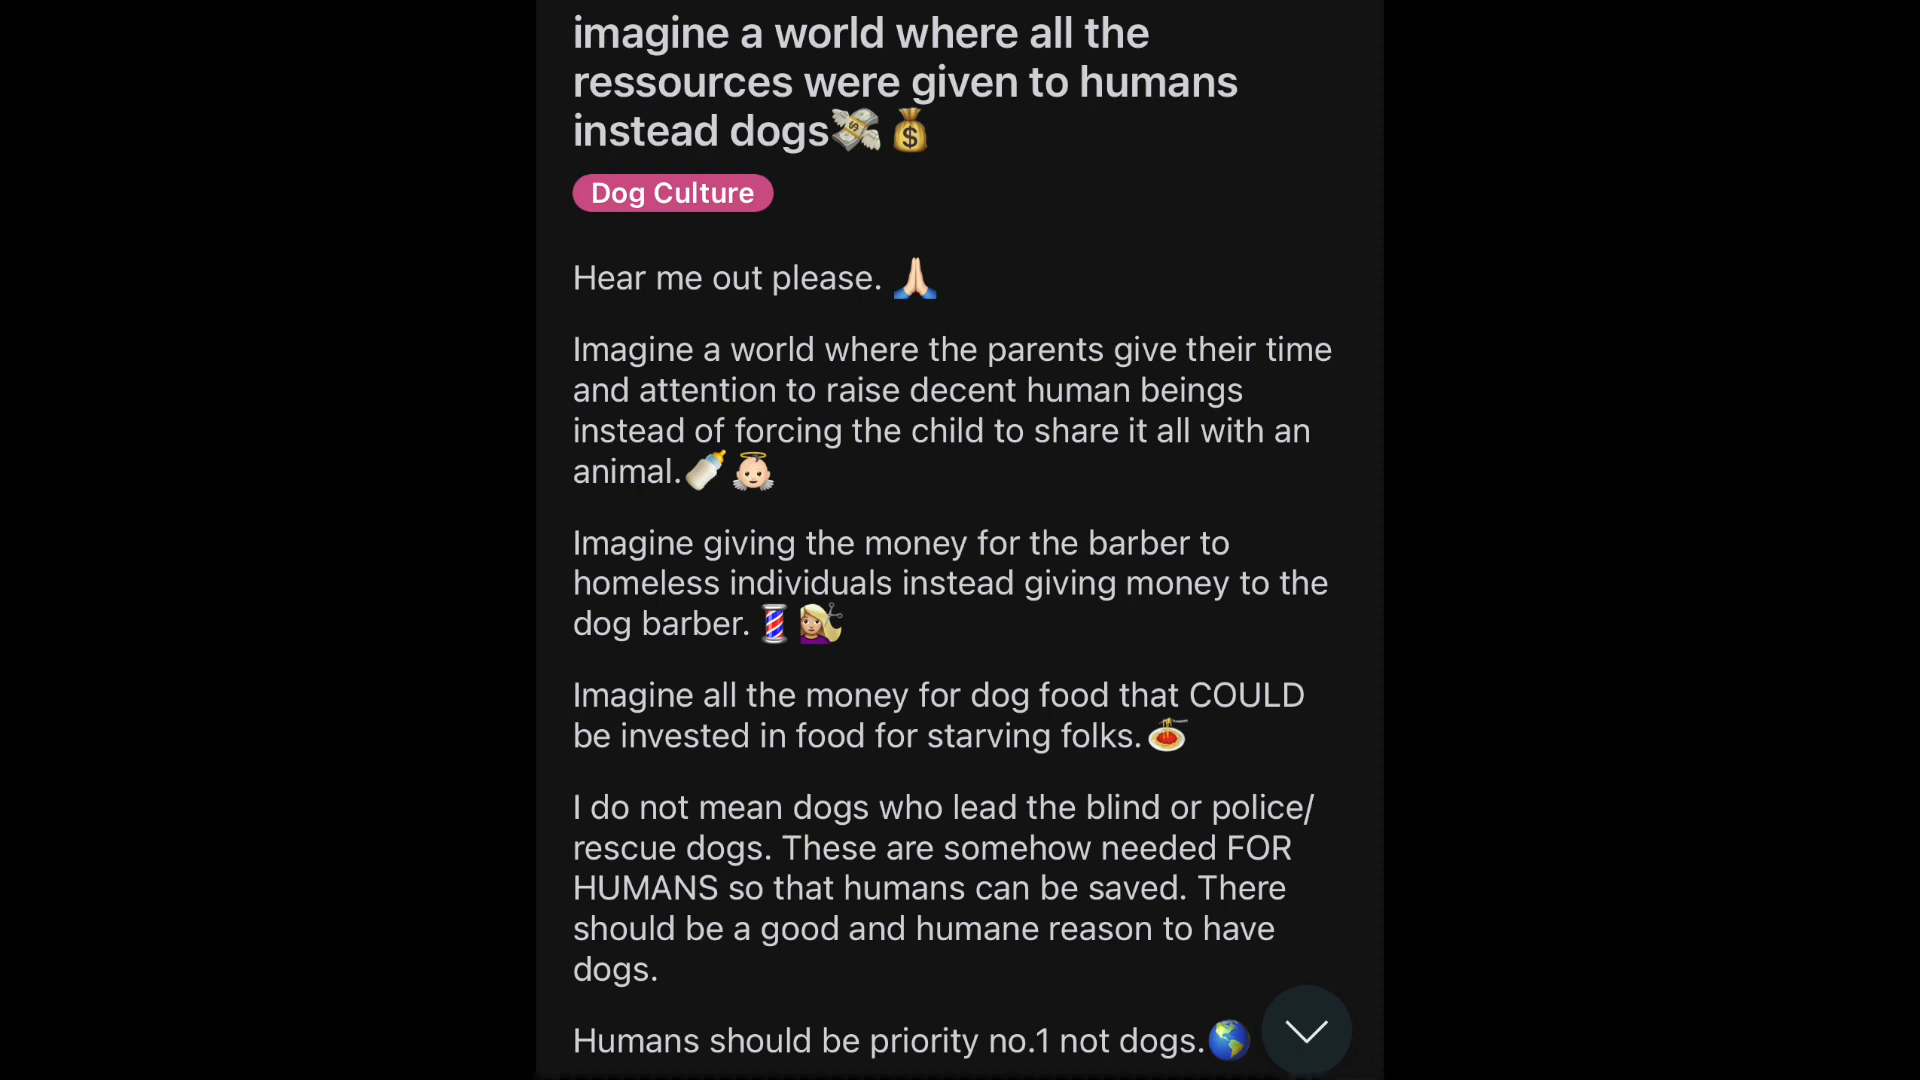 imagine a world where all the
ressources were given to humans
instead dogs💸💰
Dog Culture
Hear me out please. 🙏🏻
Imagine a world where the parents give their time
and attention to raise decent human beings
instead of forcing the child to share it all with an
animal.🍼👼🏻
Imagine giving the money for the barber to
homeless individuals instead giving money to the
dog barber. 💈💇🏼‍♀️
Imagine all the money for dog food that COULD
be invested in food for starving folks.🍝
I do not mean dogs who lead the blind or police/
rescue dogs. These are somehow needed FOR
HUMANS so that humans can be saved. There
should be a good and humane reason to have
dogs.
Humans should be priority no.1 not dogs.🌎